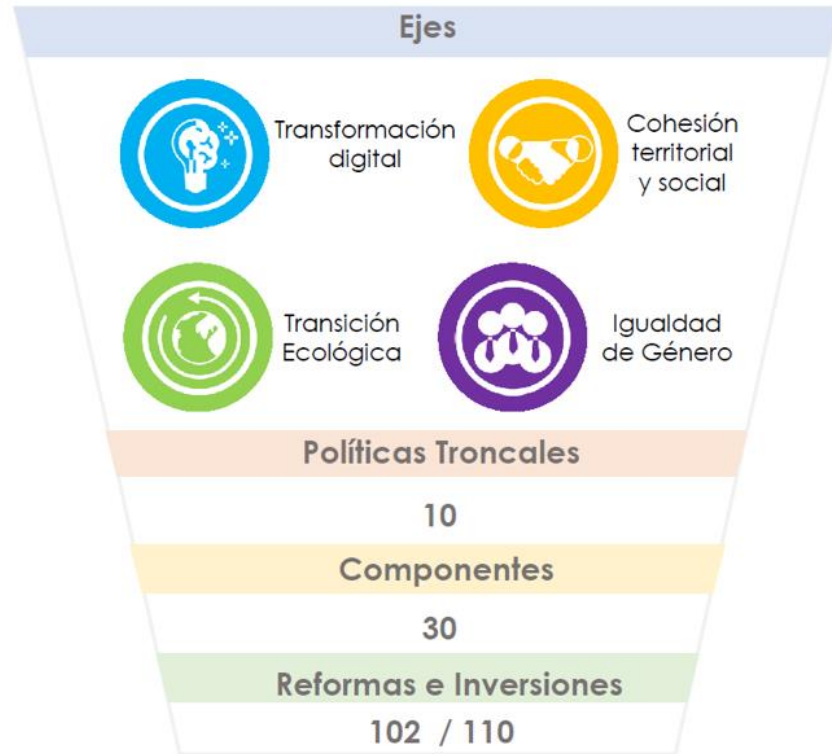 Ejes
Transformación
digital
Cohesión
territorial
y social
Transición
Ecológica
Igualdad
de Género
Políticas Troncales
10
Componentes
30
Reformas e Inversiones
102 / 110